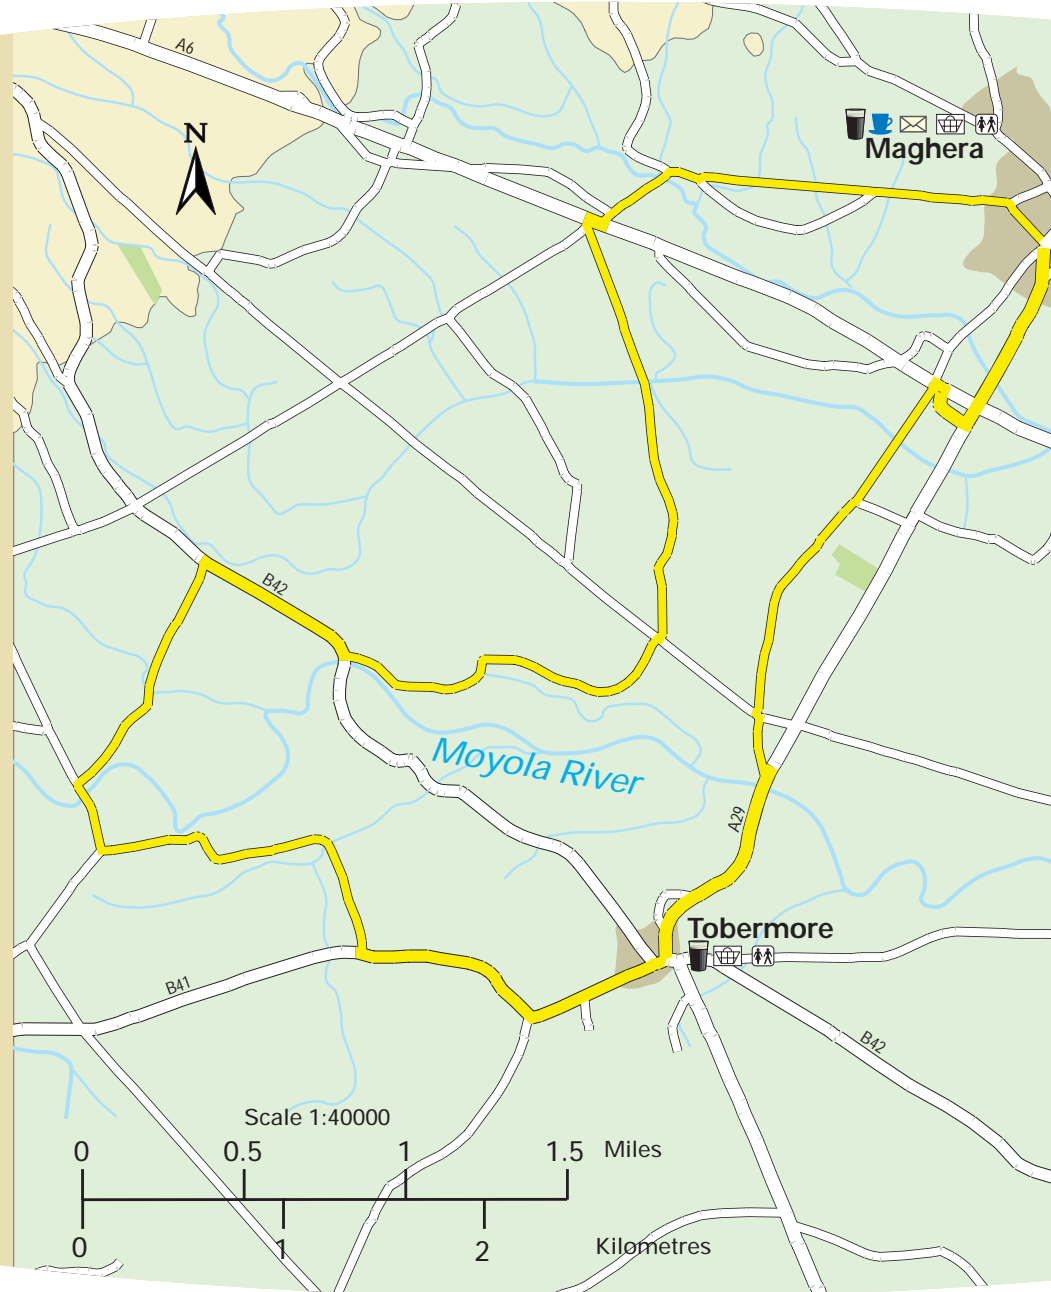 A6
N
Maghera
B42
Moyola River
A29
Tobermore
B41
B42
Scale 1:40000
0 0.5 1 1.5 Miles
0 1 2 Kilometres